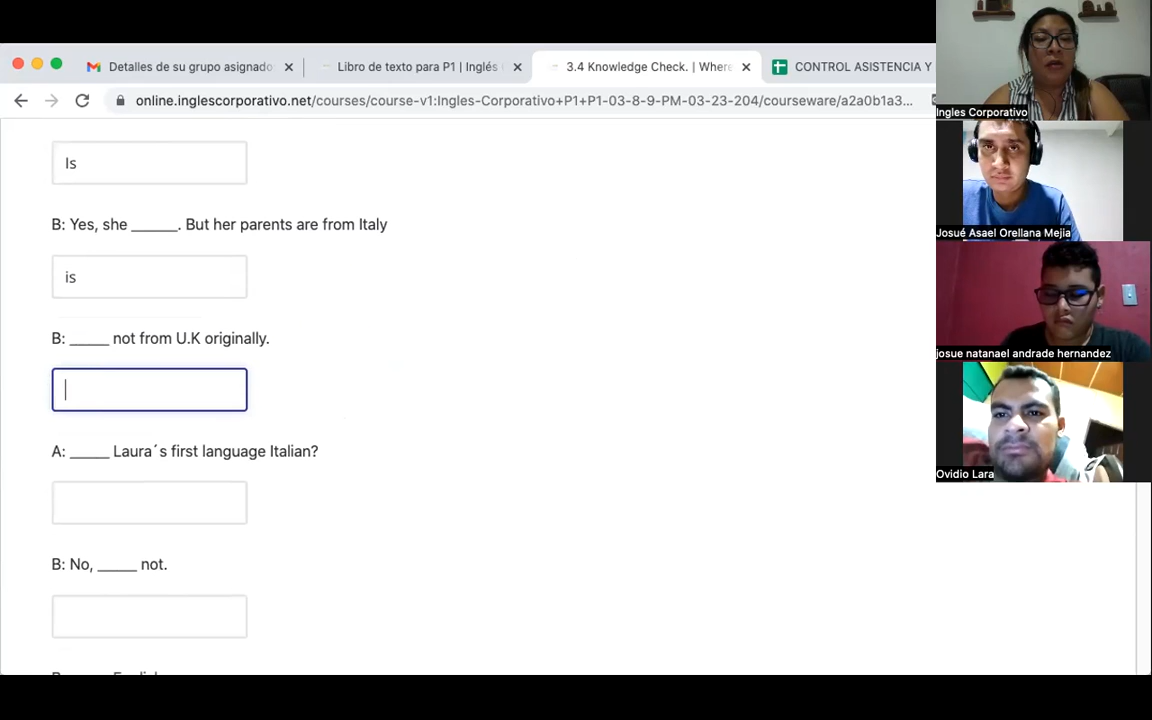 Detalles de su grupo asignado
Libro de texto para P1 | Inglés
3.4 Knowledge Check. | Where
CONTROL ASISTENCIA Y
online.inglescorporativo.net/courses/course-v1:Ingles-Corporativo+P1+P1-03-8-9-PM-03-23-204/courseware/a2a0b1a3...
Is
B: Yes, she ______. But her parents are from Italy
is
B: _____ not from U.K originally.
A: _____ Laura´s first language Italian?
B: No, _____ not.
Ingles Corporativo
Josué Asael Orellana Mejía
josue natanael andrade hernandez
Ovidio Lara